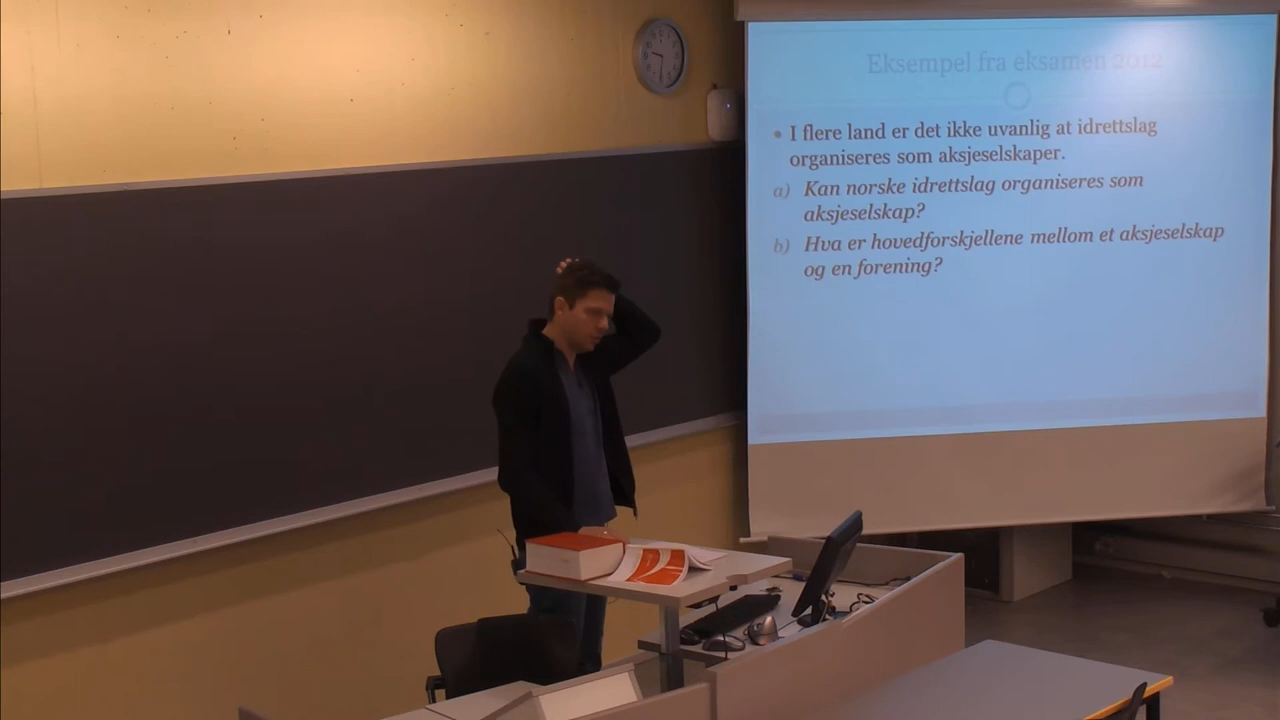 Eksempel fra eksamen 2012
• I flere land er det ikke uvanlig at idrettslag
organiseres som aksjeselskaper.
a) Kan norske idrettslag organiseres som
aksjeselskap?
b) Hva er hovedforskjellene mellom et aksjeselskap
og en forening?